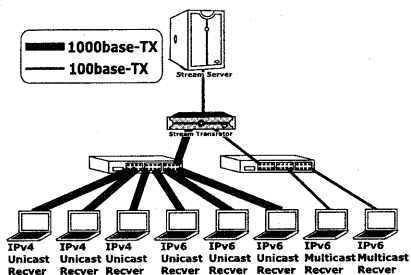 1000base-TX
100base-TX
Stream Server
Stream Transrator
IPv4 IPv4 IPv4 IPv6 IPv6 IPv6 IPv6 IPv6
Unicast Unicast Unicast Unicast Unicast Unicast Multicast Multicast
Recver Recver Recver Recver Recver Recver Recver Recver